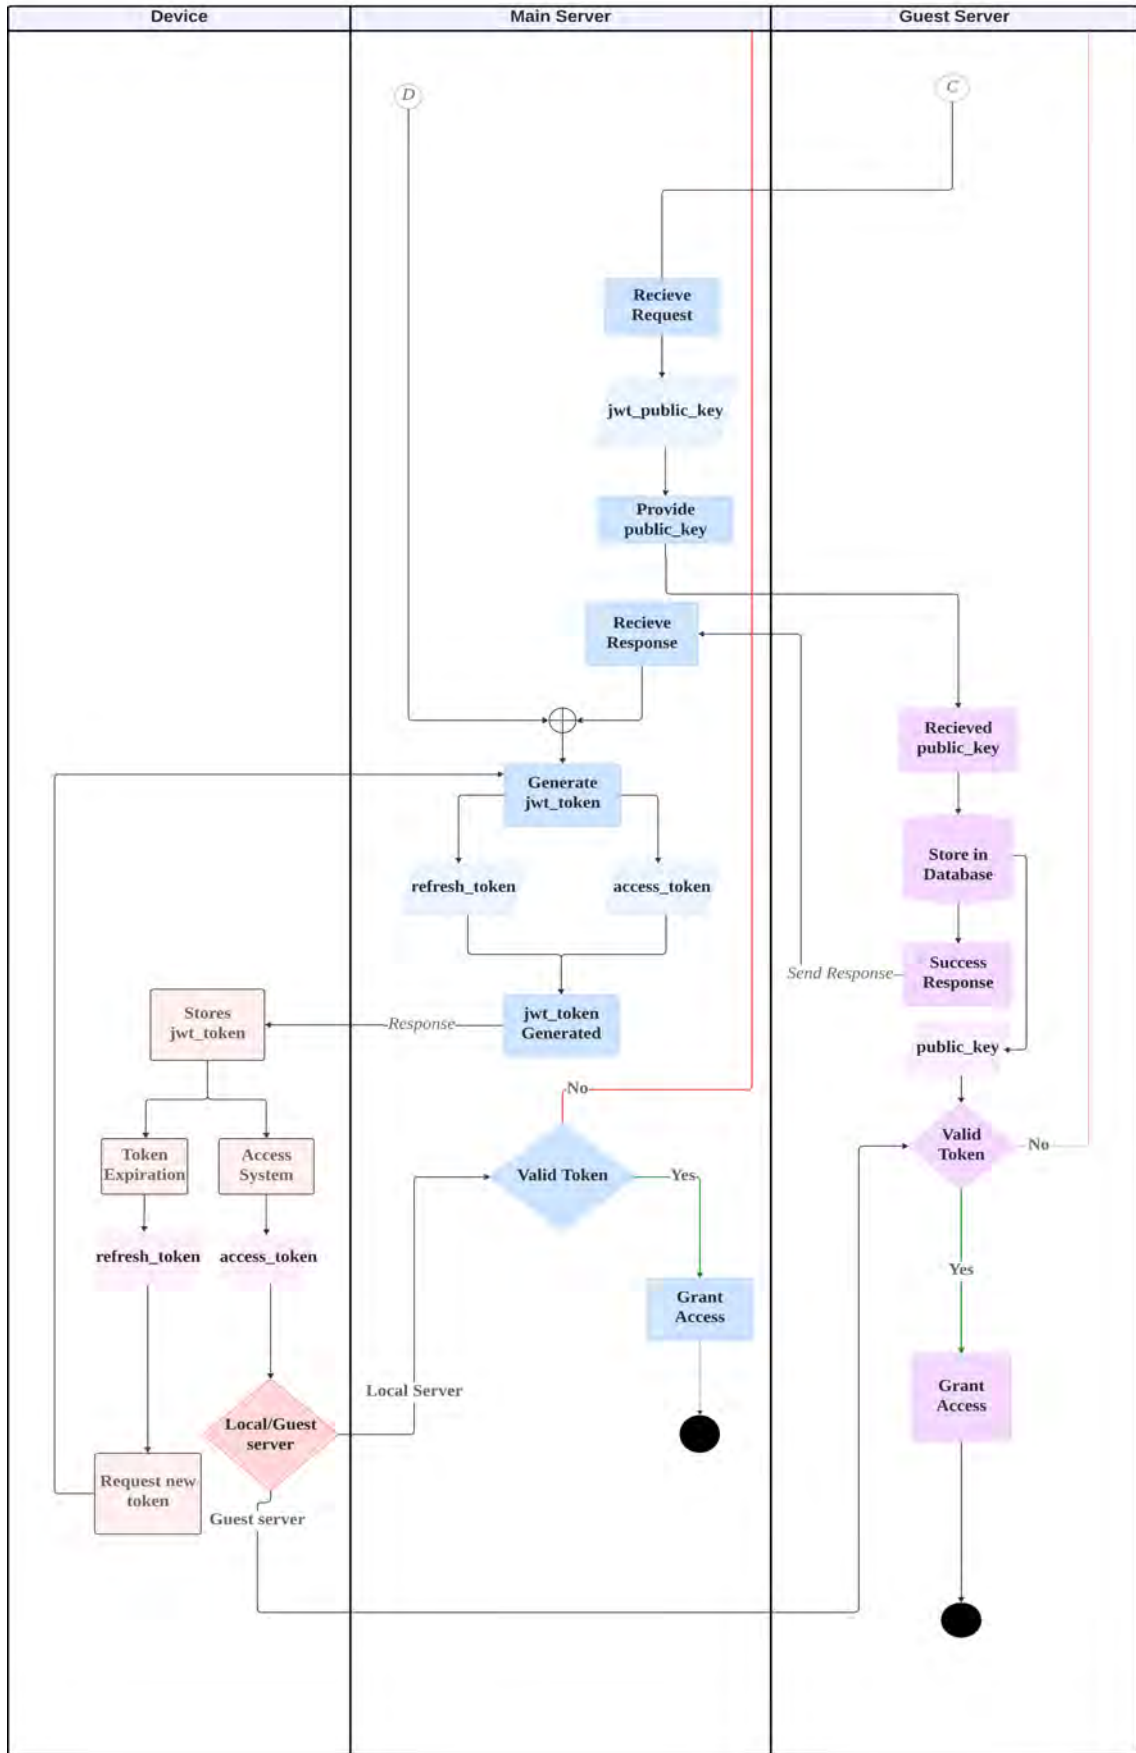 Device
Main Server
Guest Server
D
C
Recieve
Request
jwt_public_key
Provide
public_key
Recieve
Response
Recieved
public_key
Generate
jwt_token
Store in
Database
refresh_token
access_token
Send Response
Success
Response
Stores
jwt_token
Response
jwt_token
Generated
public_key
No
Token
Expiration
Access
System
Valid Token
Yes
Valid
Token
No
refresh_token
access_token
Yes
Grant
Access
Local Server
Grant
Access
Local/Guest
server
Request new
token
Guest server